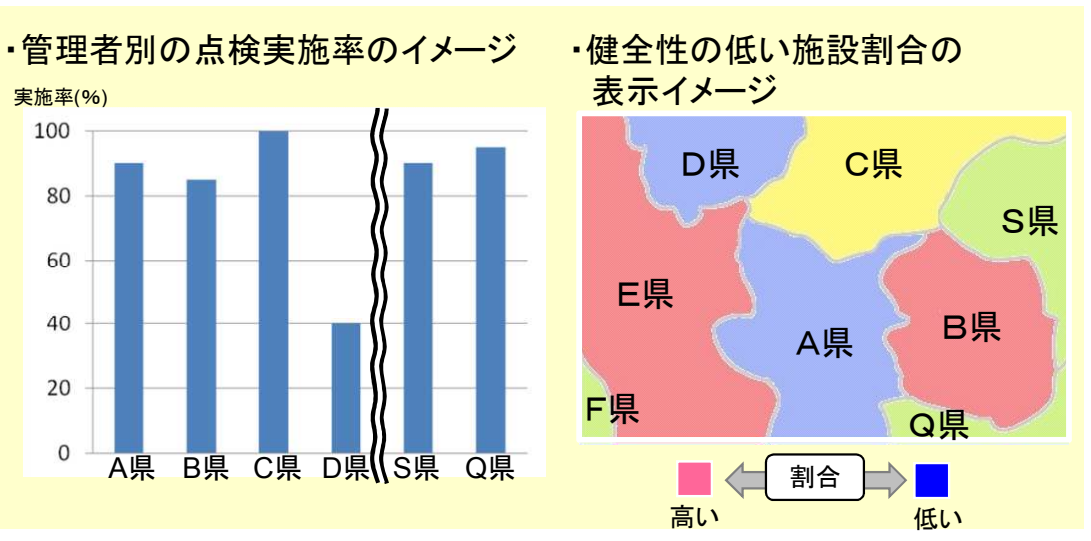 ・管理者別の点検実施率のイメージ
実施率(%)
100
80
60
40
20
0
A県 B県 C県 D県 S県 Q県
・健全性の低い施設割合の
表示イメージ
D県
C県
S県
E県
A県
B県
F県
Q県
割合
高い
低い